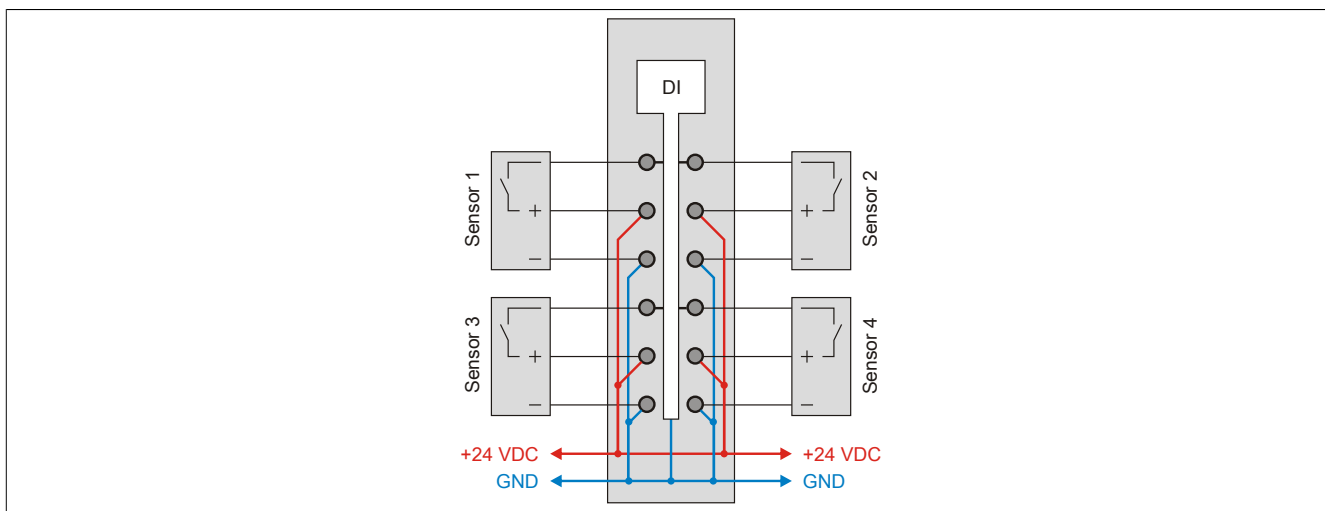 DI
Sensor 1
+
−
Sensor 2
+
−
Sensor 3
+
−
Sensor 4
+
−
+24 VDC
+24 VDC
GND
GND